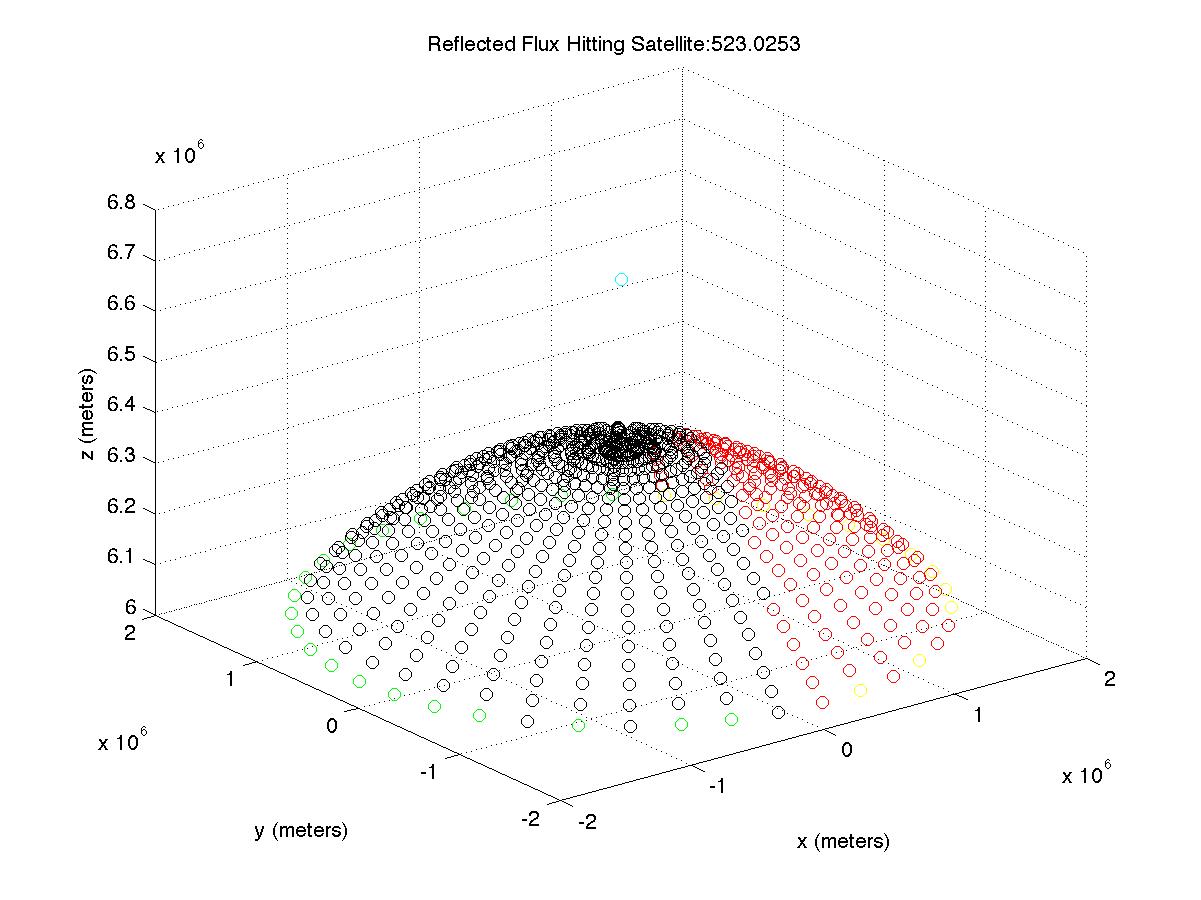 Reflected Flux Hitting Satellite:523.0253
x 10^6
6.8
6.7
6.6
6.5
6.4
6.3
6.2
6.1
6
z (meters)
2
1
0
-1
-2
x 10^6
y (meters)
-2
-1
0
1
2
x 10^6
x (meters)